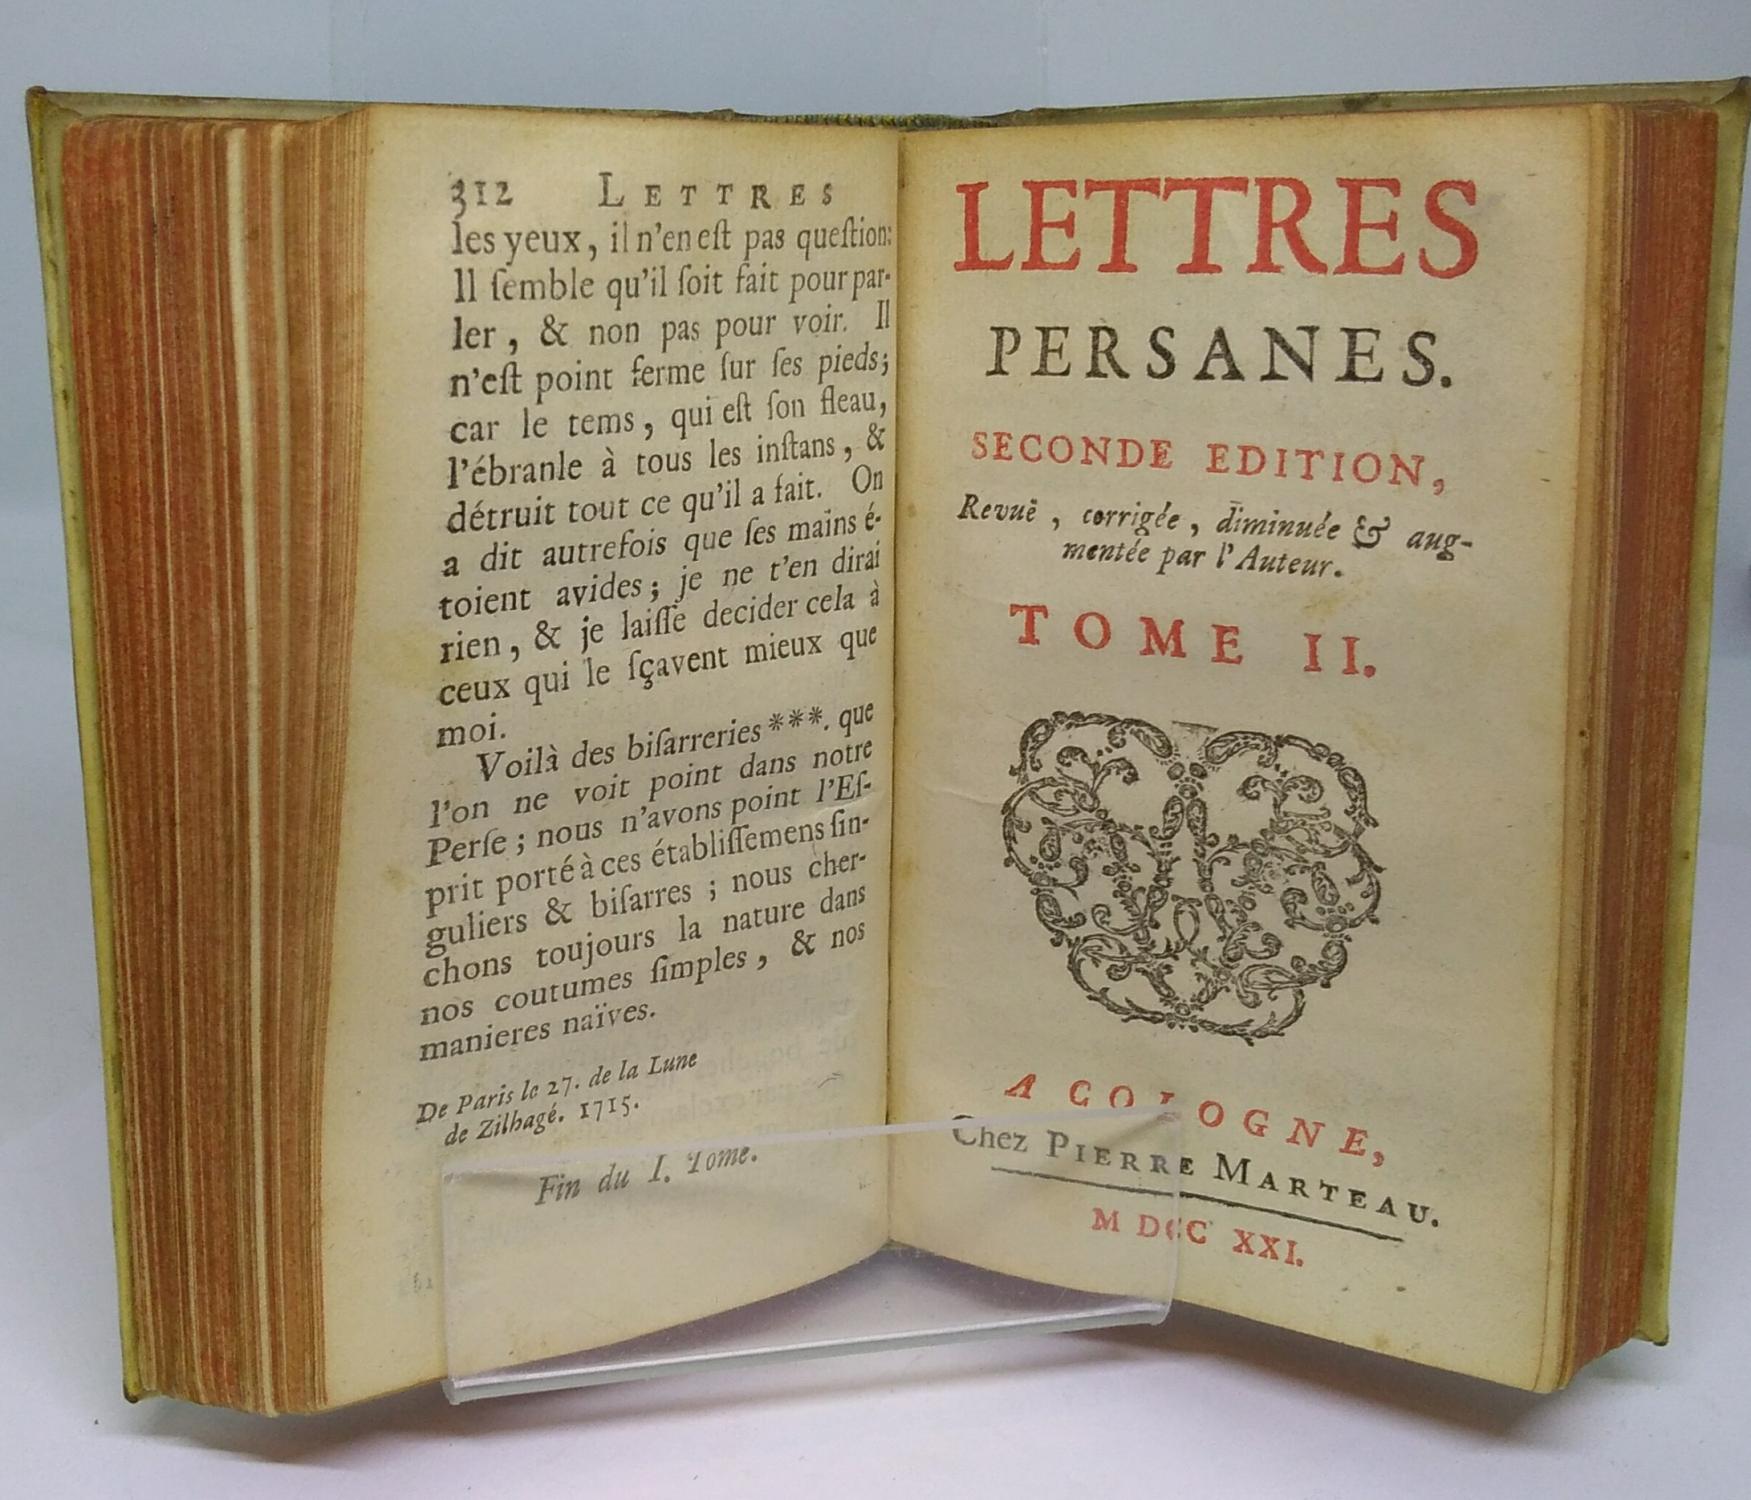 312 LETTRES
les yeux, il n'en eſt pas queſtion:
Il ſemble qu'il ſoit fait pour par-
ler, & non pas pour voir. Il
n'eſt point ferme ſur ſes pieds;
car le tems, qui eſt ſon fleau,
l'ébranle à tous les inſtans, &
détruit tout ce qu'il a fait. On
a dit autrefois que ſes mains é-
toient avides; je ne t'en dirai
rien, & je laiſſe decider cela à
ceux qui le ſçavent mieux que
moi.
Voilà des biſarreries ***. que
l'on ne voit point dans notre
Perſe; nous n'avons point l'Eſ-
prit porté à ces établiſſemens ſin-
guliers & biſarres; nous cher-
chons toujours la nature dans
nos coutumes ſimples, & nos
manieres naïves.
De Paris le 27. de la Lune
de Zilhagé. 1715.
Fin du I. Tome.
LETTRES
PERSANES.
SECONDE EDITION,
Revuë, corrigée, diminuée & aug-
mentée par l'Auteur.
TOME II.
A COLOGNE,
Chez PIERRE MARTEAU.
M DCC XXI.